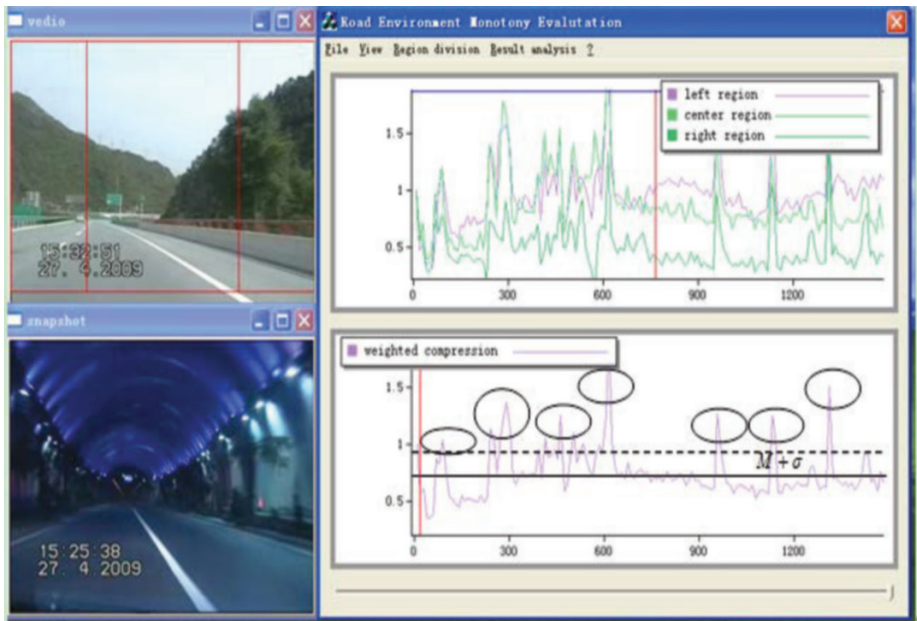 vedio
15:32:51
27. 4.2009
snapshot
15 25 38
27. 4.2009
Road Environment Monotony Evalutation
File View Region division Result analysis ?
left region
center region
right region
1.5
1
0.5
0 300 600 900 1200
weighted compression
1.5
1
M + σ
0.5
0 300 600 900 1200